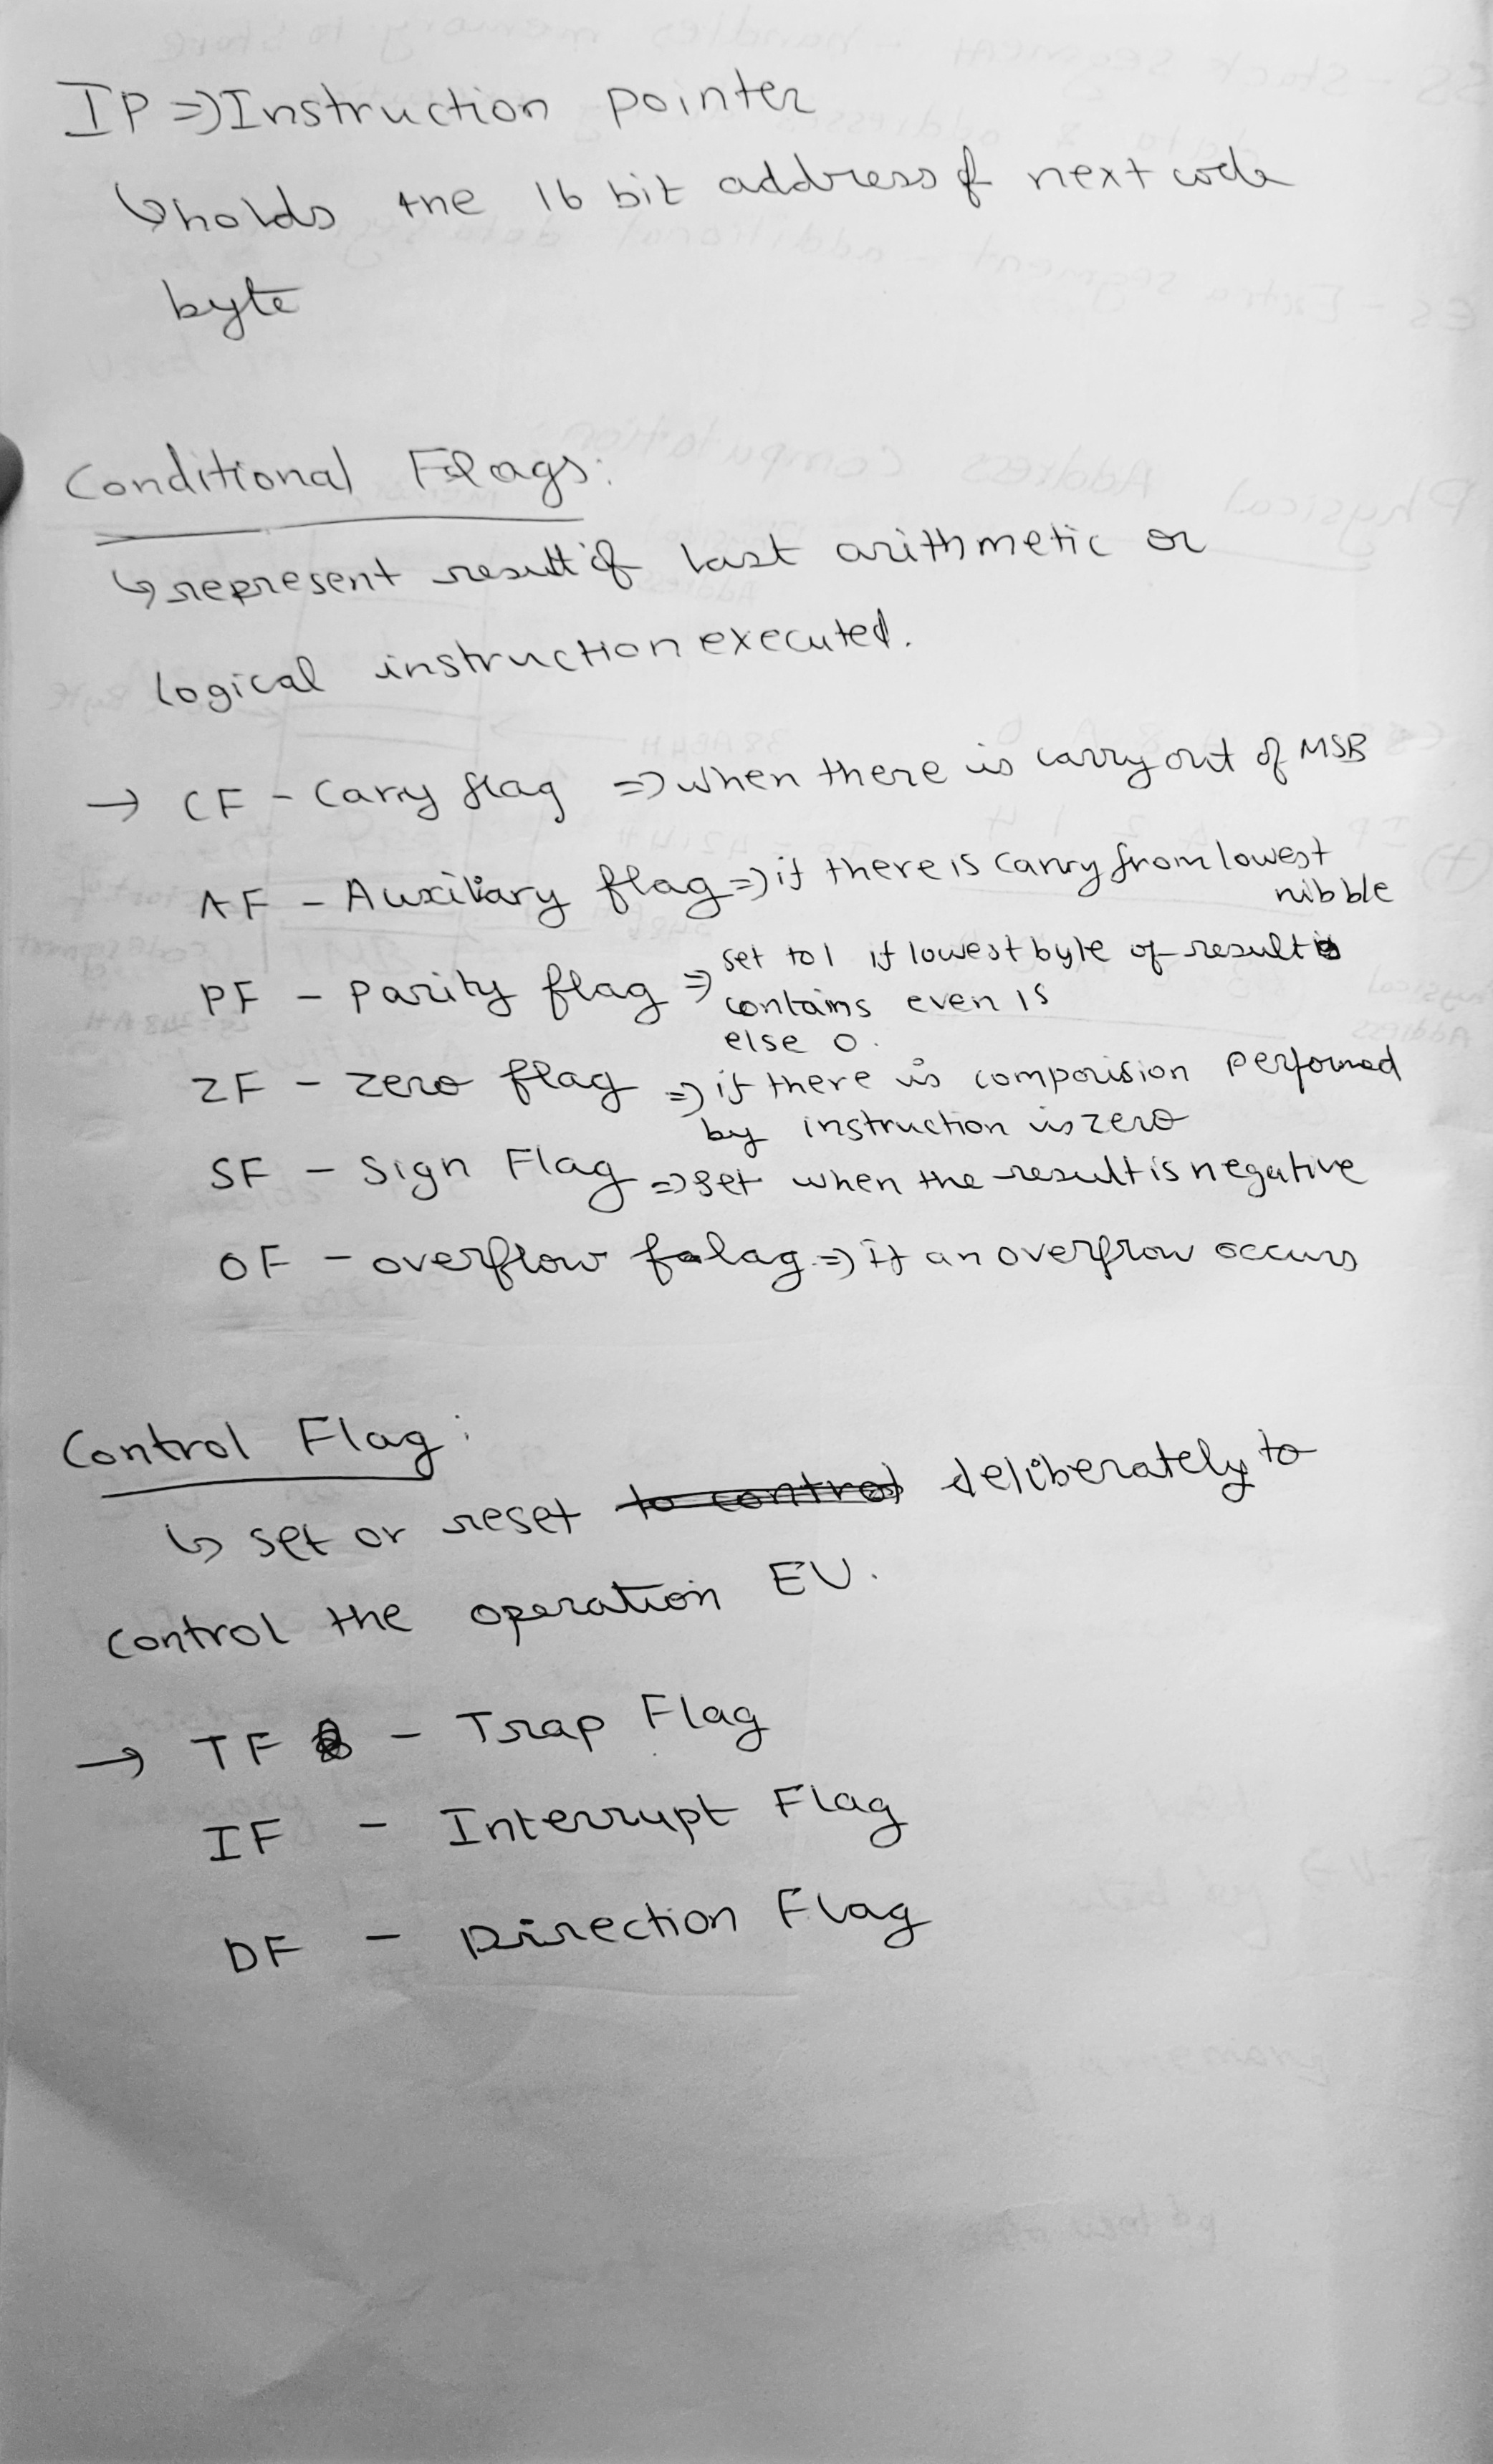 IP => Instruction pointer
↳ holds the 16 bit address of next code
byte
Conditional Flags:
↳ represent result of last arithmetic or
logical instruction executed.
→ CF - Carry flag => when there is carry out of MSB
AF - Auxiliary flag => if there is carry from lowest
nibble
PF - parity flag => set to 1 if lowest byte of result
contains even 1s
else 0.
ZF - zero flag => if there is comporision performed
by instruction is zero
SF - Sign Flag => set when the result is negative
OF - overflow falag => if an overflow occurs
Control Flag:
↳ set or reset to control deliberately to
control the operation EU.
→ TF - Trap Flag
IF - Interrupt Flag
DF - Direction Flag